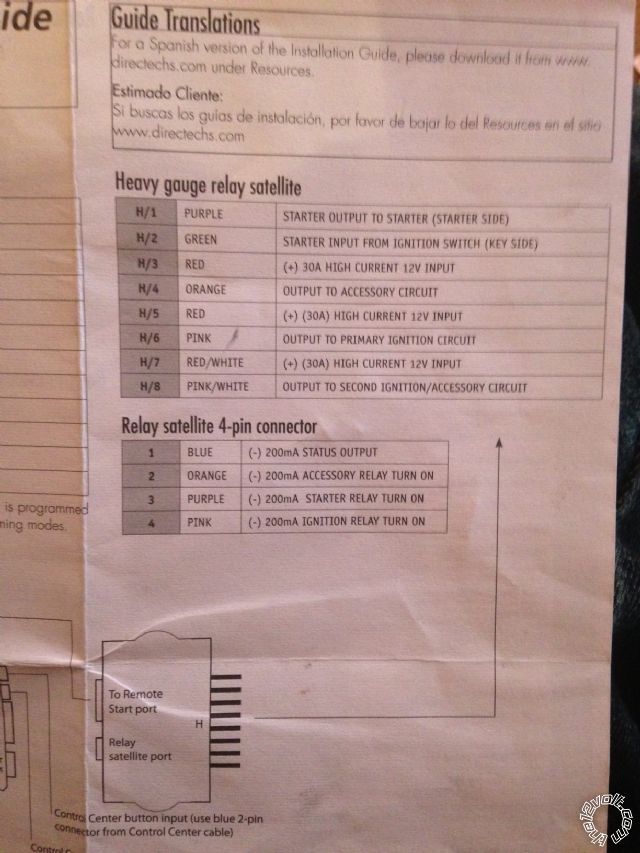 ide
Guide Translations
For a Spanish version of the Installation Guide, please download it from www.
directechs.com under Resources.
Estimado Cliente:
Si buscas los guias de instalación, por favor de bajar lo del Resources en el sitio
www.directechs.com
Heavy gauge relay satellite
H/1 PURPLE STARTER OUTPUT TO STARTER (STARTER SIDE)
H/2 GREEN STARTER INPUT FROM IGNITION SWITCH (KEY SIDE)
H/3 RED (+) 30A HIGH CURRENT 12V INPUT
H/4 ORANGE OUTPUT TO ACCESSORY CIRCUIT
H/5 RED (+) (30A) HIGH CURRENT 12V INPUT
H/6 PINK OUTPUT TO PRIMARY IGNITION CIRCUIT
H/7 RED/WHITE (+) (30A) HIGH CURRENT 12V INPUT
H/8 PINK/WHITE OUTPUT TO SECOND IGNITION/ACCESSORY CIRCUIT
Relay satellite 4-pin connector
1 BLUE (-) 200mA STATUS OUTPUT
2 ORANGE (-) 200mA ACCESSORY RELAY TURN ON
3 PURPLE (-) 200mA STARTER RELAY TURN ON
4 PINK (-) 200mA IGNITION RELAY TURN ON
is programmed
ning modes.
To Remote
Start port
H
Relay
satellite port
Control Center button input (use blue 2-pin
connector from Control Center cable)
Control C
the12volt.com